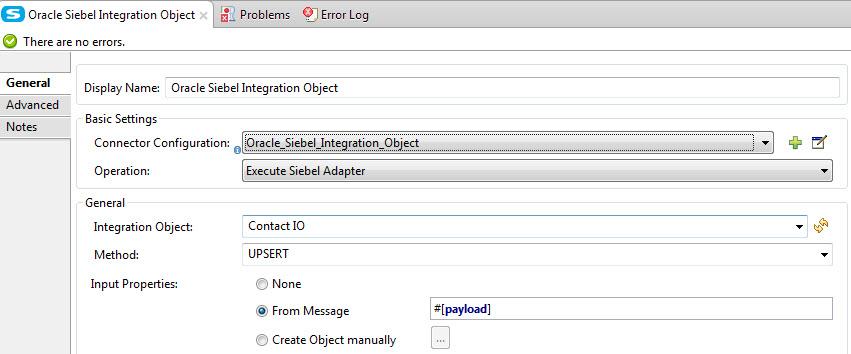 S Oracle Siebel Integration Object Problems Error Log
There are no errors.
General
Advanced
Notes
Display Name: Oracle Siebel Integration Object
Basic Settings
Connector Configuration: Oracle_Siebel_Integration_Object
Operation: Execute Siebel Adapter
General
Integration Object: Contact IO
Method: UPSERT
Input Properties: None
From Message #[payload]
Create Object manually ...